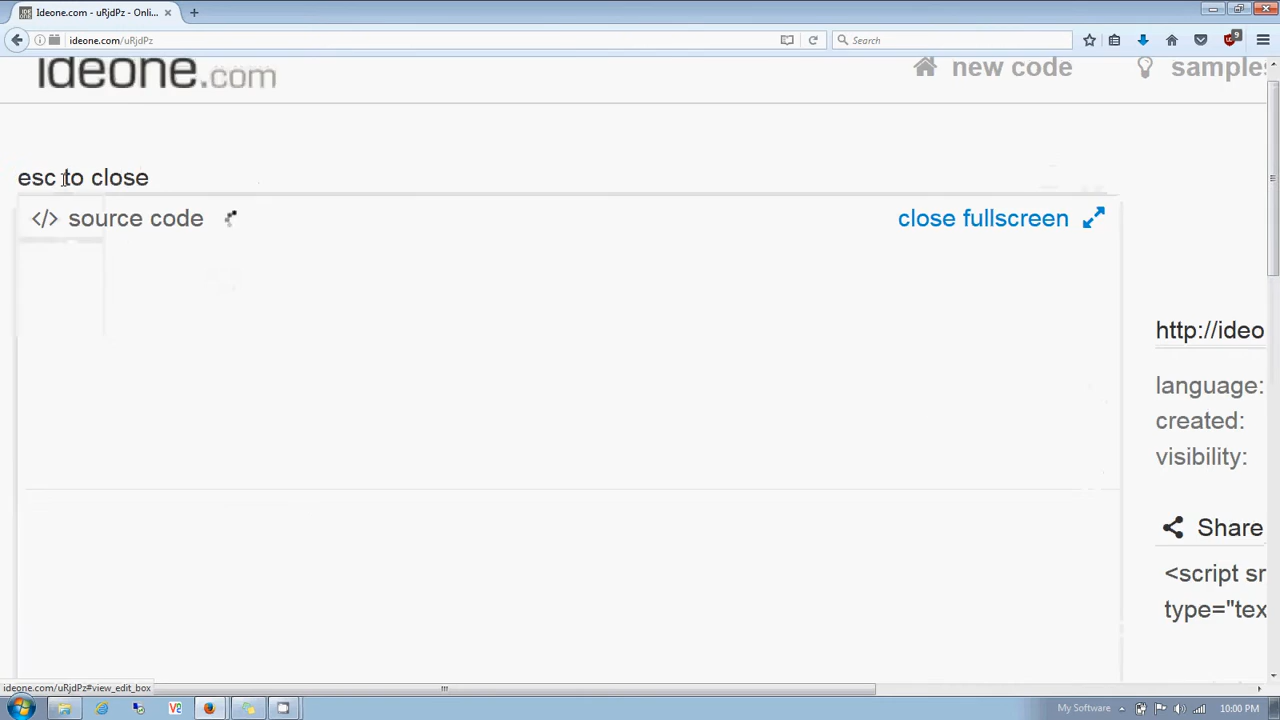 Ideone.com - uRjdPz - Onli...
ideone.com/uRjdPz
Search
9
ideone.com
new code
samples
esc to close
</> source code
close fullscreen
http://ideo
language:
created:
visibility:
Share
<script sr
type="tex
ideone.com/uRjdPz#view_edit_box
My Software
10:00 PM